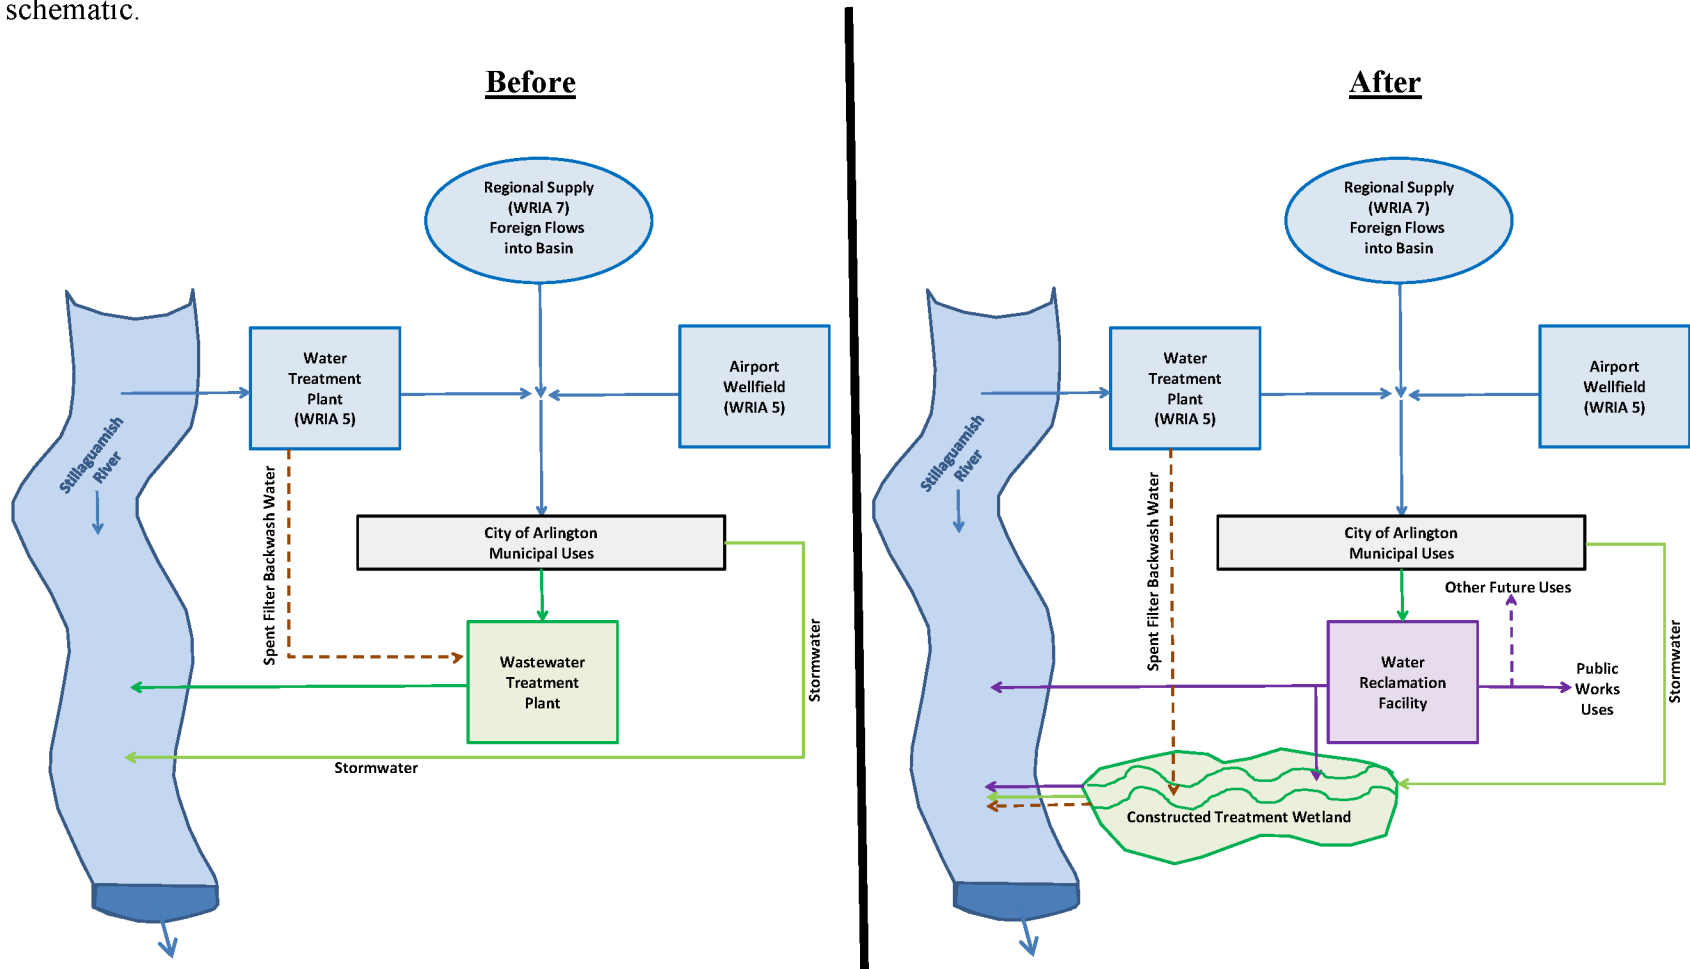 schematic.
Before
Regional Supply
(WRIA 7)
Foreign Flows
into Basin
Water
Treatment
Plant
(WRIA 5)
Airport
Wellfield
(WRIA 5)
Stillaguamish
River
Spent Filter Backwash Water
City of Arlington
Municipal Uses
Wastewater
Treatment
Plant
Stormwater
Stormwater
After
Regional Supply
(WRIA 7)
Foreign Flows
into Basin
Water
Treatment
Plant
(WRIA 5)
Airport
Wellfield
(WRIA 5)
Stillaguamish
River
Spent Filter Backwash Water
City of Arlington
Municipal Uses
Other Future Uses
Water
Reclamation
Facility
Public
Works
Uses
Stormwater
Constructed Treatment Wetland